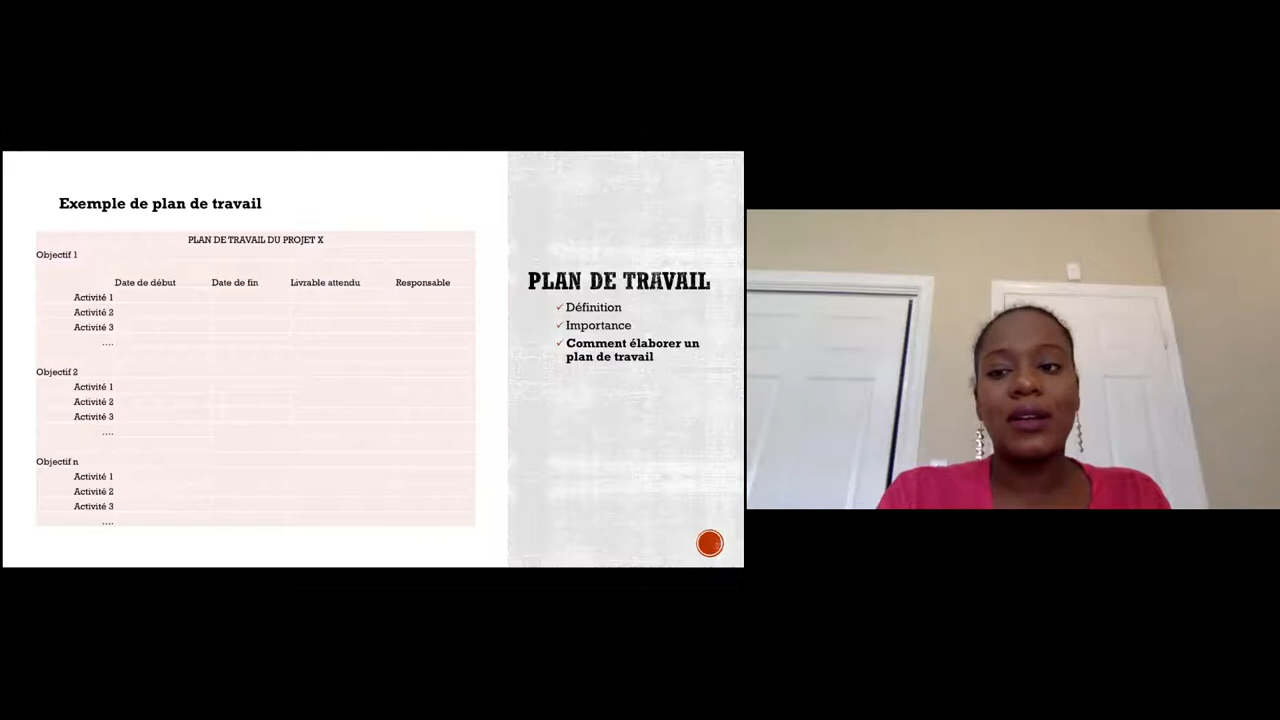 Exemple de plan de travail
PLAN DE TRAVAIL DU PROJET X
Objectif 1
Date de début Date de fin Livrable attendu Responsable
Activité 1
Activité 2
Activité 3
....
Objectif 2
Activité 1
Activité 2
Activité 3
....
Objectif n
Activité 1
Activité 2
Activité 3
....
PLAN DE TRAVAIL
✓ Définition
✓ Importance
✓ Comment élaborer un
plan de travail